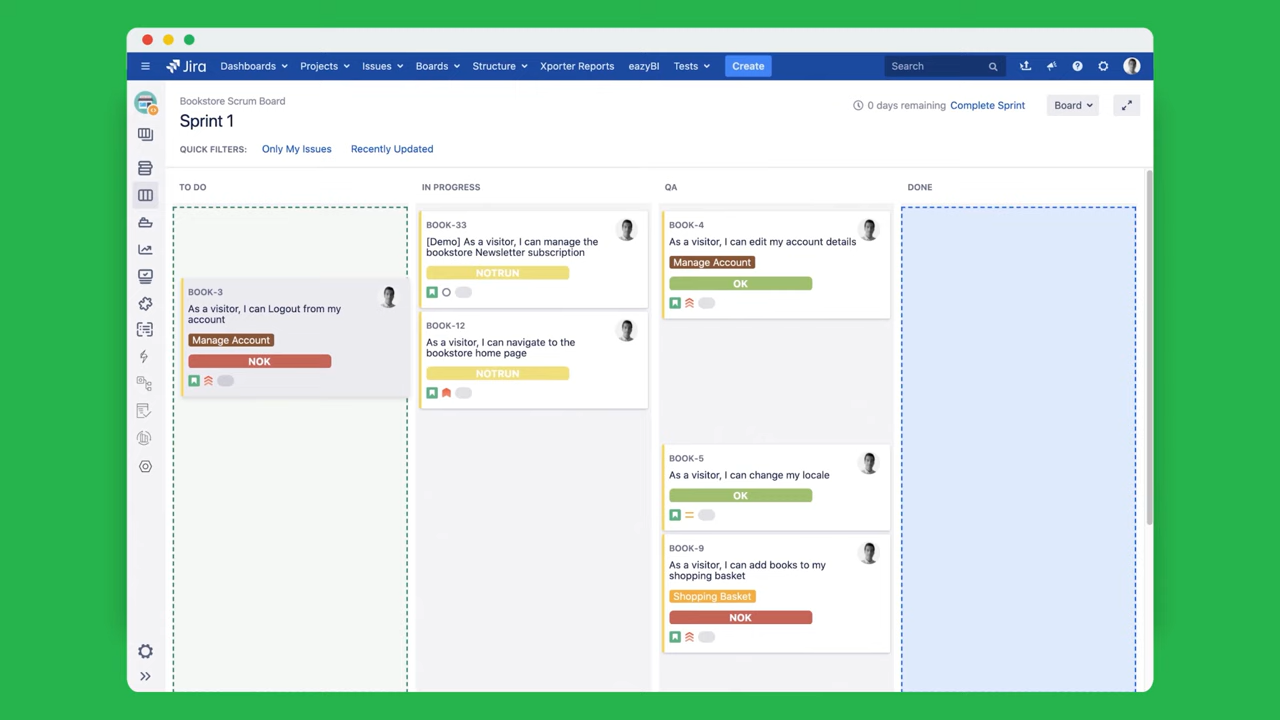 Jira
Dashboards
Projects
Issues
Boards
Structure
Xporter Reports
eazyBI
Tests
Create
Search
Bookstore Scrum Board
Sprint 1
0 days remaining
Complete Sprint
Board
QUICK FILTERS:
Only My Issues
Recently Updated
TO DO
BOOK-3
As a visitor, I can Logout from my
account
Manage Account
NOK
IN PROGRESS
BOOK-33
[Demo] As a visitor, I can manage the
bookstore Newsletter subscription
NOTRUN
BOOK-12
As a visitor, I can navigate to the
bookstore home page
NOTRUN
QA
BOOK-4
As a visitor, I can edit my account details
Manage Account
OK
BOOK-5
As a visitor, I can change my locale
OK
BOOK-9
As a visitor, I can add books to my
shopping basket
Shopping Basket
NOK
DONE